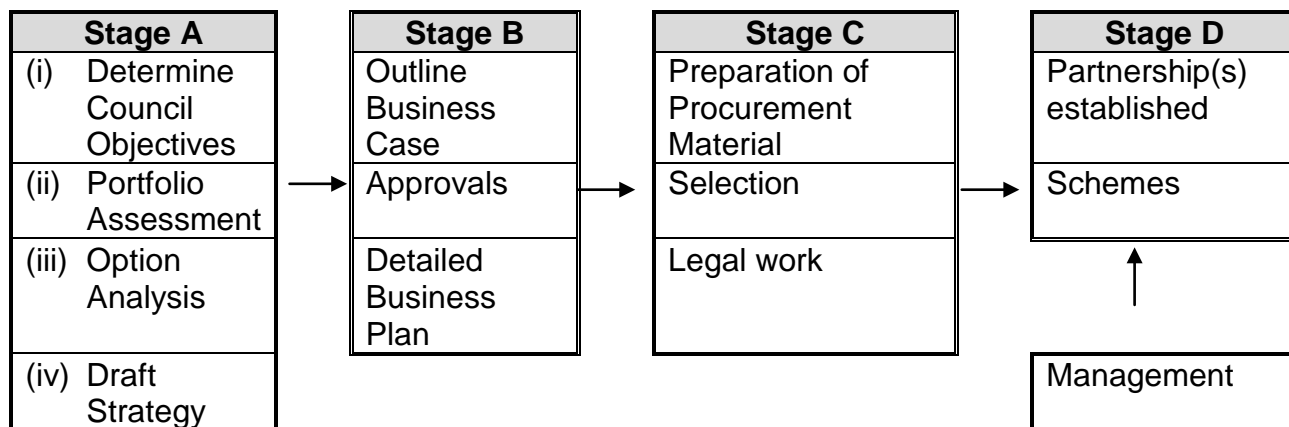 Stage A
(i) Determine
Council
Objectives
(ii) Portfolio
Assessment
(iii) Option
Analysis
(iv) Draft
Strategy
Stage B
Outline
Business
Case
Approvals
Detailed
Business
Plan
Stage C
Preparation of
Procurement
Material
Selection
Legal work
Stage D
Partnership(s)
established
Schemes
Management